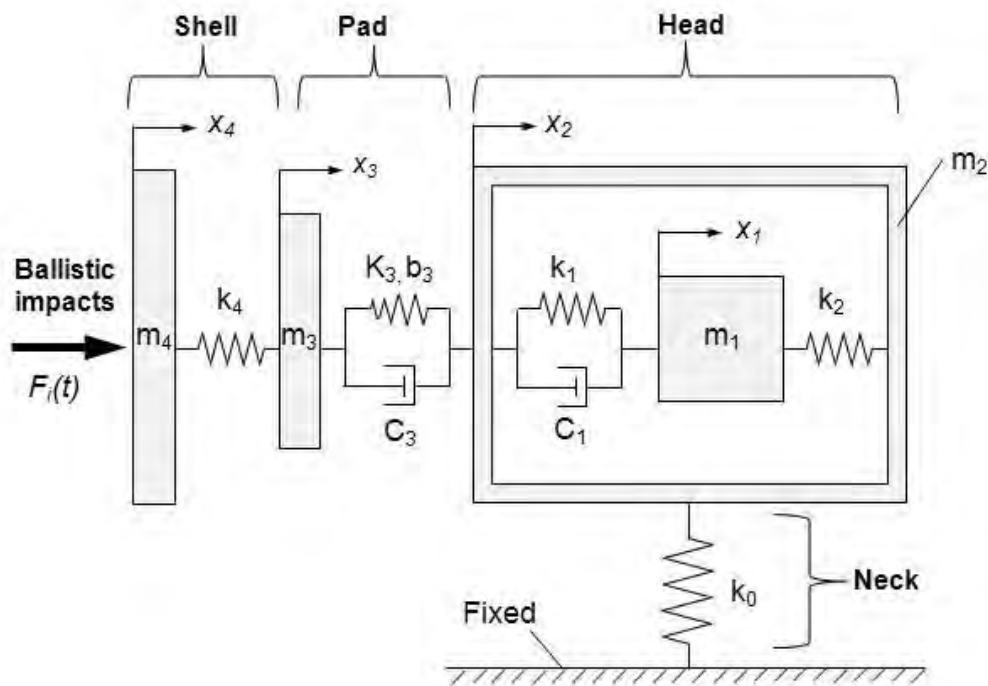 Shell
Pad
Head
x₄
x₂
x₃
m₂
x₁
Ballistic
impacts
Fᵢ(t)
K₃, b₃
k₁
k₄
k₂
m₄
m₃
m₁
C₃
C₁
k₀
Neck
Fixed